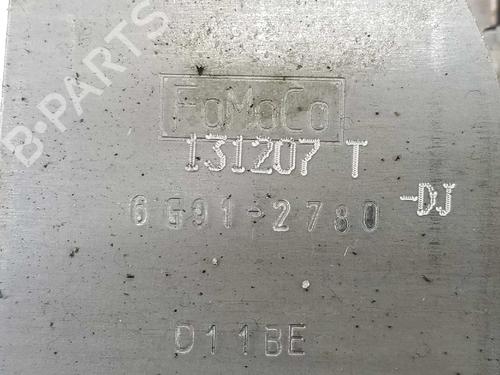 B-PARTS
FoMoCo
131207 T
6G91-2780 -DJ
D11BE